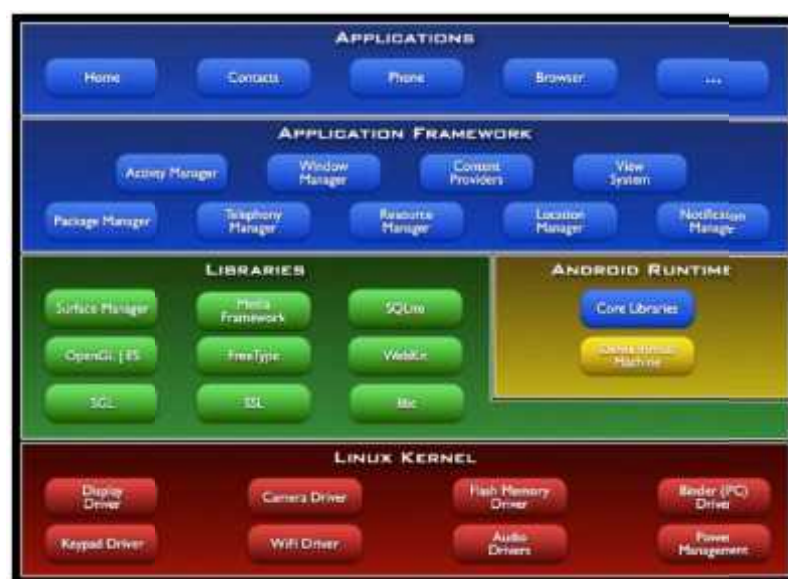 APPLICATIONS
Home
Contacts
Phone
Browser
...
APPLICATION FRAMEWORK
Activity Manager
Window
Manager
Content
Providers
View
System
Package Manager
Telephony
Manager
Resource
Manager
Location
Manager
Notification
Manage
LIBRARIES
Surface Manager
Media
Framework
SQLite
OpenGL | ES
FreeType
WebKit
SGL
SSL
libc
ANDROID RUNTIME
Core Libraries
Machine
LINUX KERNEL
Display
Driver
Camera Driver
Flash Memory
Driver
Binder (IPC)
Driver
Keypad Driver
WiFi Driver
Audio
Drivers
Power
Management